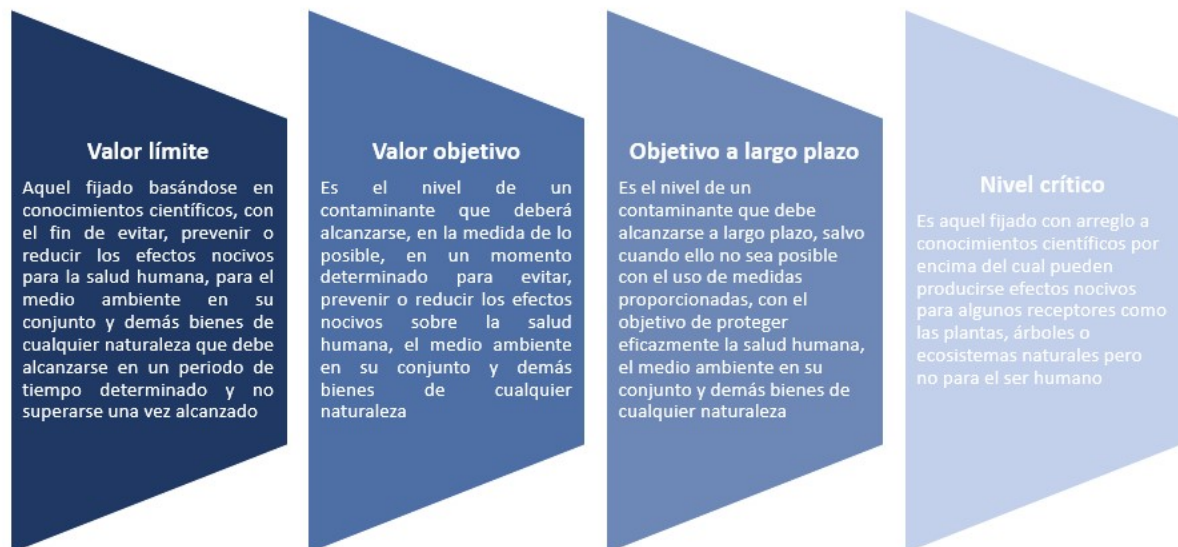 Valor límite
Aquel fijado basándose en
conocimientos científicos, con
el fin de evitar, prevenir o
reducir los efectos nocivos
para la salud humana, para el
medio ambiente en su
conjunto y demás bienes de
cualquier naturaleza que debe
alcanzarse en un periodo de
tiempo determinado y no
superarse una vez alcanzado
Valor objetivo
Es el nivel de un
contaminante que deberá
alcanzarse, en la medida de lo
posible, en un momento
determinado para evitar,
prevenir o reducir los efectos
nocivos sobre la salud
humana, el medio ambiente
en su conjunto y demás
bienes de cualquier
naturaleza
Objetivo a largo plazo
Es el nivel de un
contaminante que debe
alcanzarse a largo plazo, salvo
cuando ello no sea posible
con el uso de medidas
proporcionadas, con el
objetivo de proteger
eficazmente la salud humana,
el medio ambiente en su
conjunto y demás bienes de
cualquier naturaleza
Nivel crítico
Es aquel fijado con arreglo a
conocimientos científicos por
encima del cual pueden
producirse efectos nocivos
para algunos receptores como
las plantas, árboles o
ecosistemas naturales pero
no para el ser humano